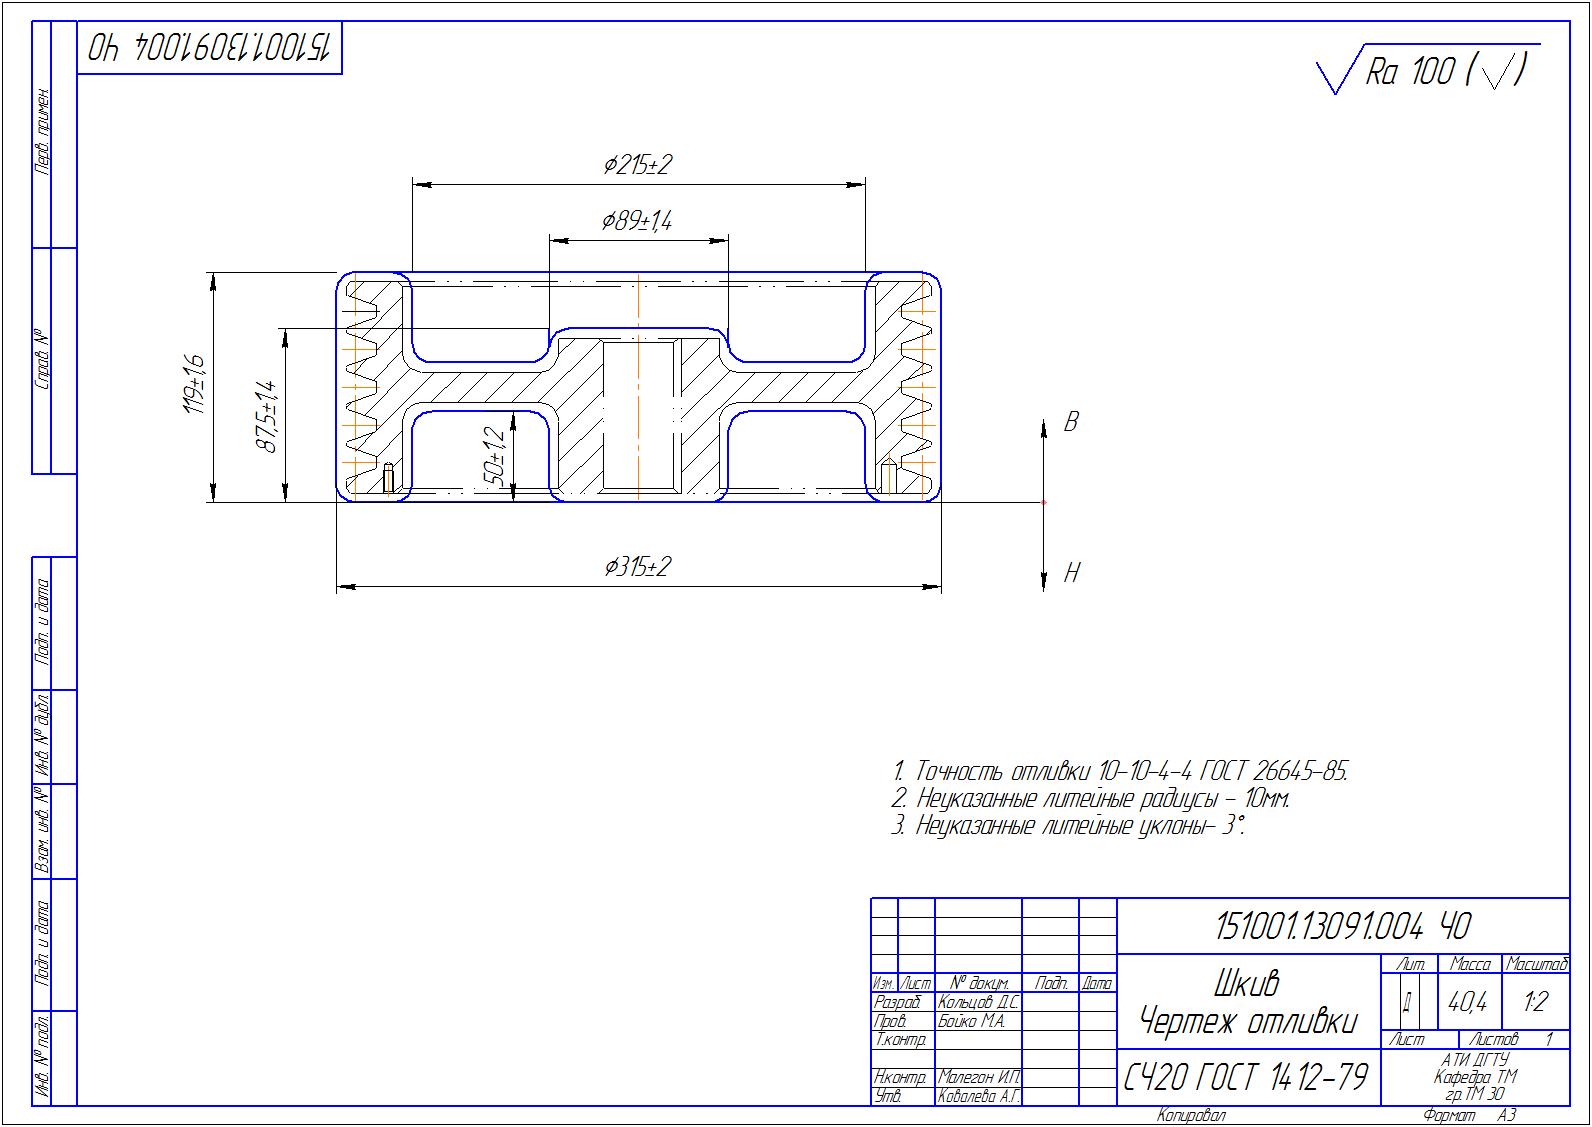 151001.13091.004 ЧО
Ra 100 (√)
Перв. примен.
Справ. №
Подп. и дата
Инв. № дубл.
Взам. инв. №
Подп. и дата
Инв. № подл.
⌀215±2
⌀89±1,4
119±1,6
87,5±1,4
50±1,2
⌀315±2
В
Н
1. Точность отливки 10-10-4-4 ГОСТ 26645-85.
2. Неуказанные литейные радиусы - 10мм.
3. Неуказанные литейные уклоны- 3°.
151001.13091.004 ЧО
Шкив
Чертеж отливки
СЧ20 ГОСТ 1412-79
Лит. Масса Масштаб
Д 40,4 1:2
Лист Листов 1
АТИ ДГТУ
Кафедра ТМ
гр.ТМ 30
Изм. Лист № докум. Подп. Дата
Разраб. Кольцов Д.С.
Пров. Бойко М.А.
Т.контр.
Н.контр. Малегон И.П.
Утв. Ковалева А.Г.
Копировал Формат А3